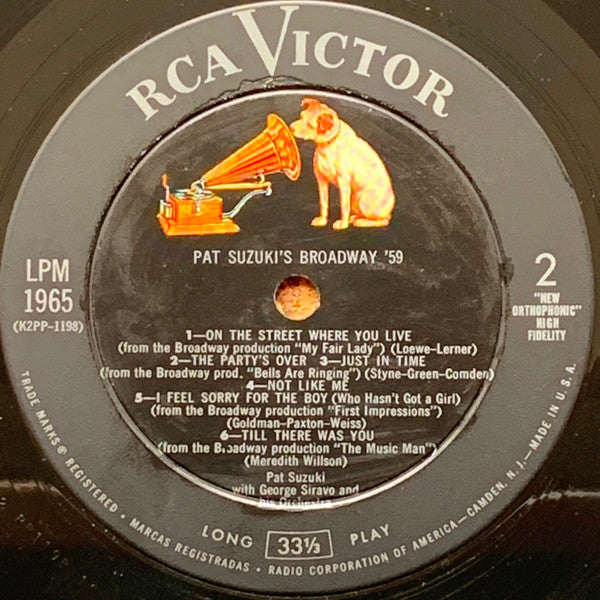 RCA VICTOR
PAT SUZUKI'S BROADWAY '59
LPM
1965
(K2PP-1198)
2
"NEW
ORTHOPHONIC"
HIGH
FIDELITY
1—ON THE STREET WHERE YOU LIVE
(from the Broadway production "My Fair Lady") (Loewe-Lerner)
2—THE PARTY'S OVER 3—JUST IN TIME
(from the Broadway prod. "Bells Are Ringing") (Styne-Green-Comden)
4—NOT LIKE ME
5—I FEEL SORRY FOR THE BOY (Who Hasn't Got a Girl)
(from the Broadway production "First Impressions")
(Goldman-Paxton-Weiss)
6—TILL THERE WAS YOU
(from the Broadway production "The Music Man")
(Meredith Willson)
Pat Suzuki
with George Siravo and
his Orchestra
LONG 33⅓ PLAY
TRADE MARKS ® REGISTERED • MARCAS REGISTRADAS • RADIO CORPORATION OF AMERICA—CAMDEN, N.J.—MADE IN U.S.A.